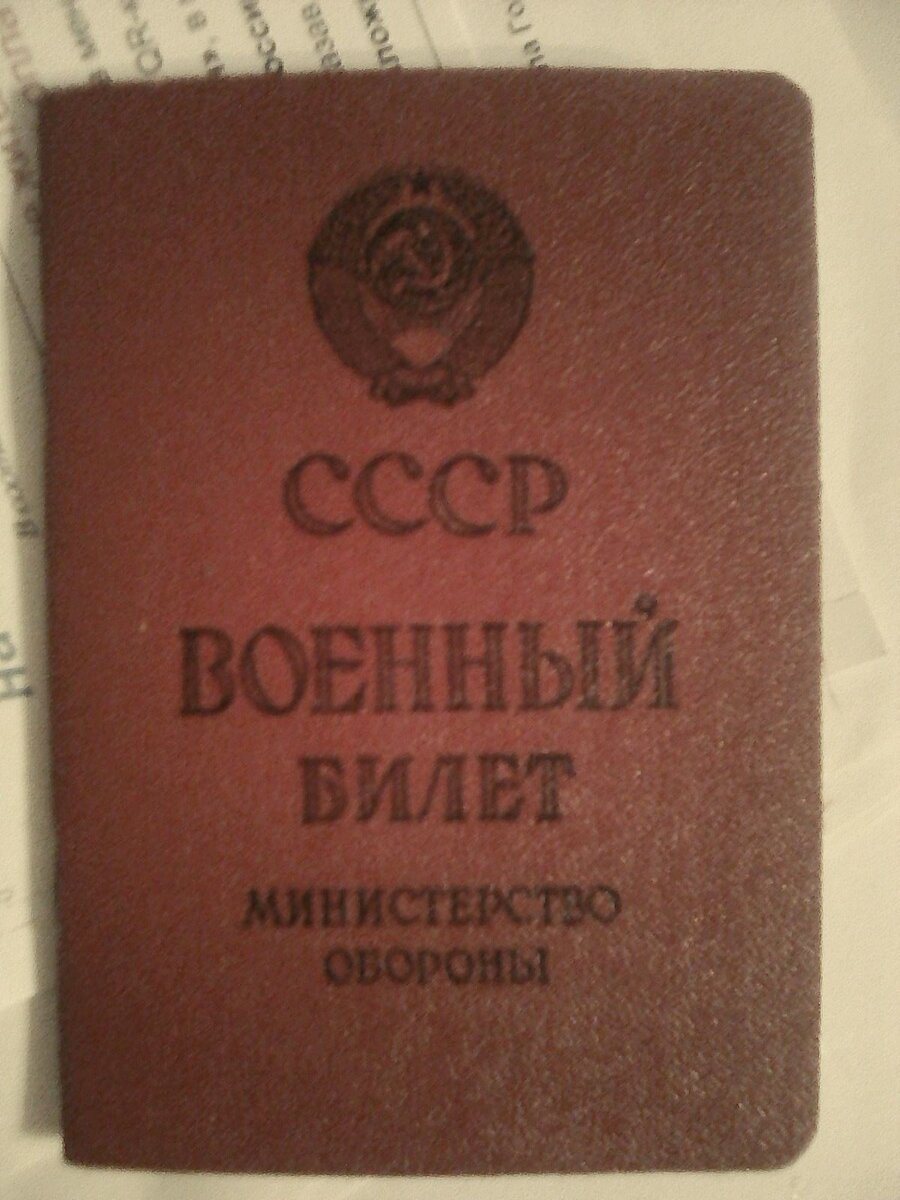 СССР
ВОЕННЫЙ
БИЛЕТ
МИНИСТЕРСТВО
ОБОРОНЫ